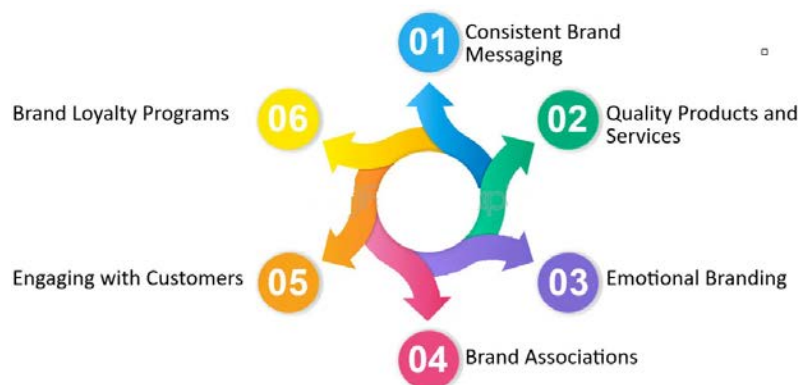 01
Consistent Brand
Messaging
02
Quality Products and
Services
03
Emotional Branding
04
Brand Associations
05
Engaging with Customers
06
Brand Loyalty Programs